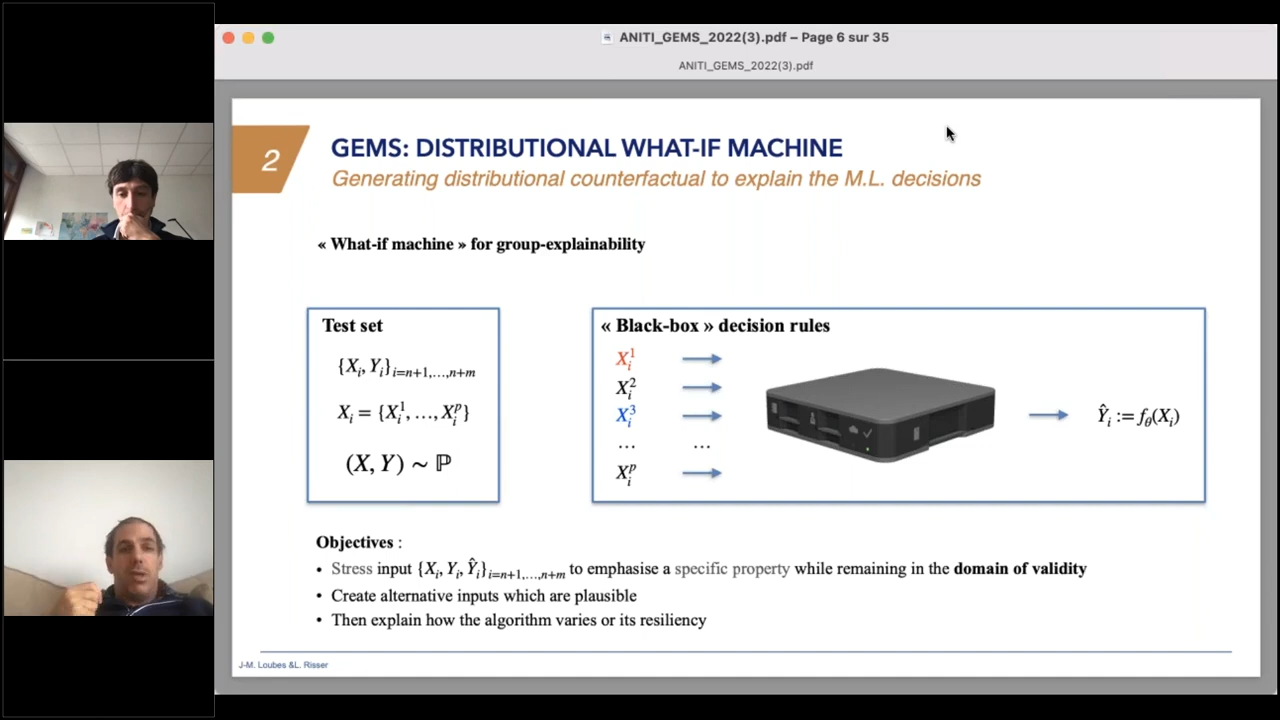 ANITI_GEMS_2022(3).pdf – Page 6 sur 35
ANITI_GEMS_2022(3).pdf
2
GEMS: DISTRIBUTIONAL WHAT-IF MACHINE
Generating distributional counterfactual to explain the M.L. decisions
« What-if machine » for group-explainability
Test set
{X_i, Y_i}_{i=n+1,…,n+m}
X_i = {X_i^1, …, X_i^p}
(X, Y) ∼ ℙ
« Black-box » decision rules
X_i^1
X_i^2
X_i^3
… …
X_i^p
Ŷ_i := f_θ(X_i)
Objectives :
• Stress input {X_i, Y_i, Ŷ_i}_{i=n+1,…,n+m} to emphasise a specific property while remaining in the domain of validity
• Create alternative inputs which are plausible
• Then explain how the algorithm varies or its resiliency
J-M. Loubes &L. Risser